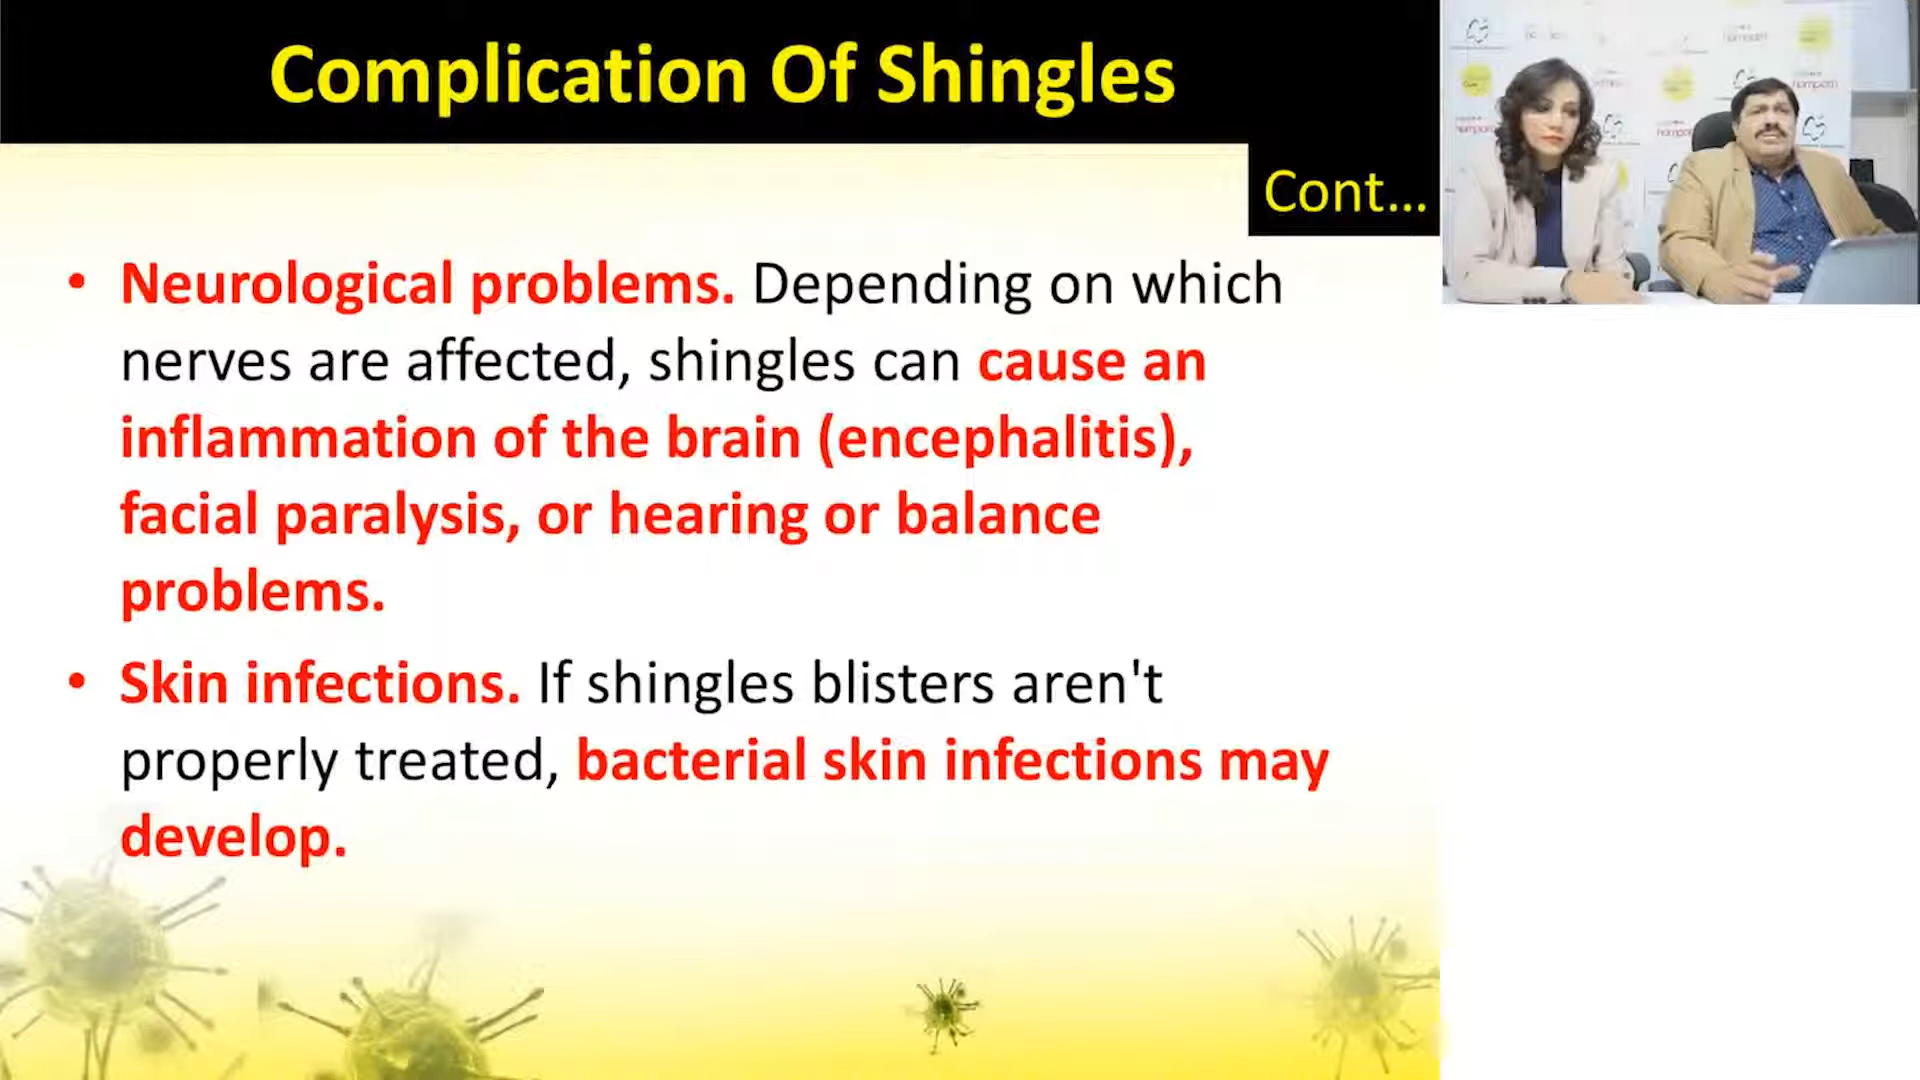 Complication Of Shingles
Cont...
• Neurological problems. Depending on which
nerves are affected, shingles can cause an
inflammation of the brain (encephalitis),
facial paralysis, or hearing or balance
problems.
• Skin infections. If shingles blisters aren't
properly treated, bacterial skin infections may
develop.